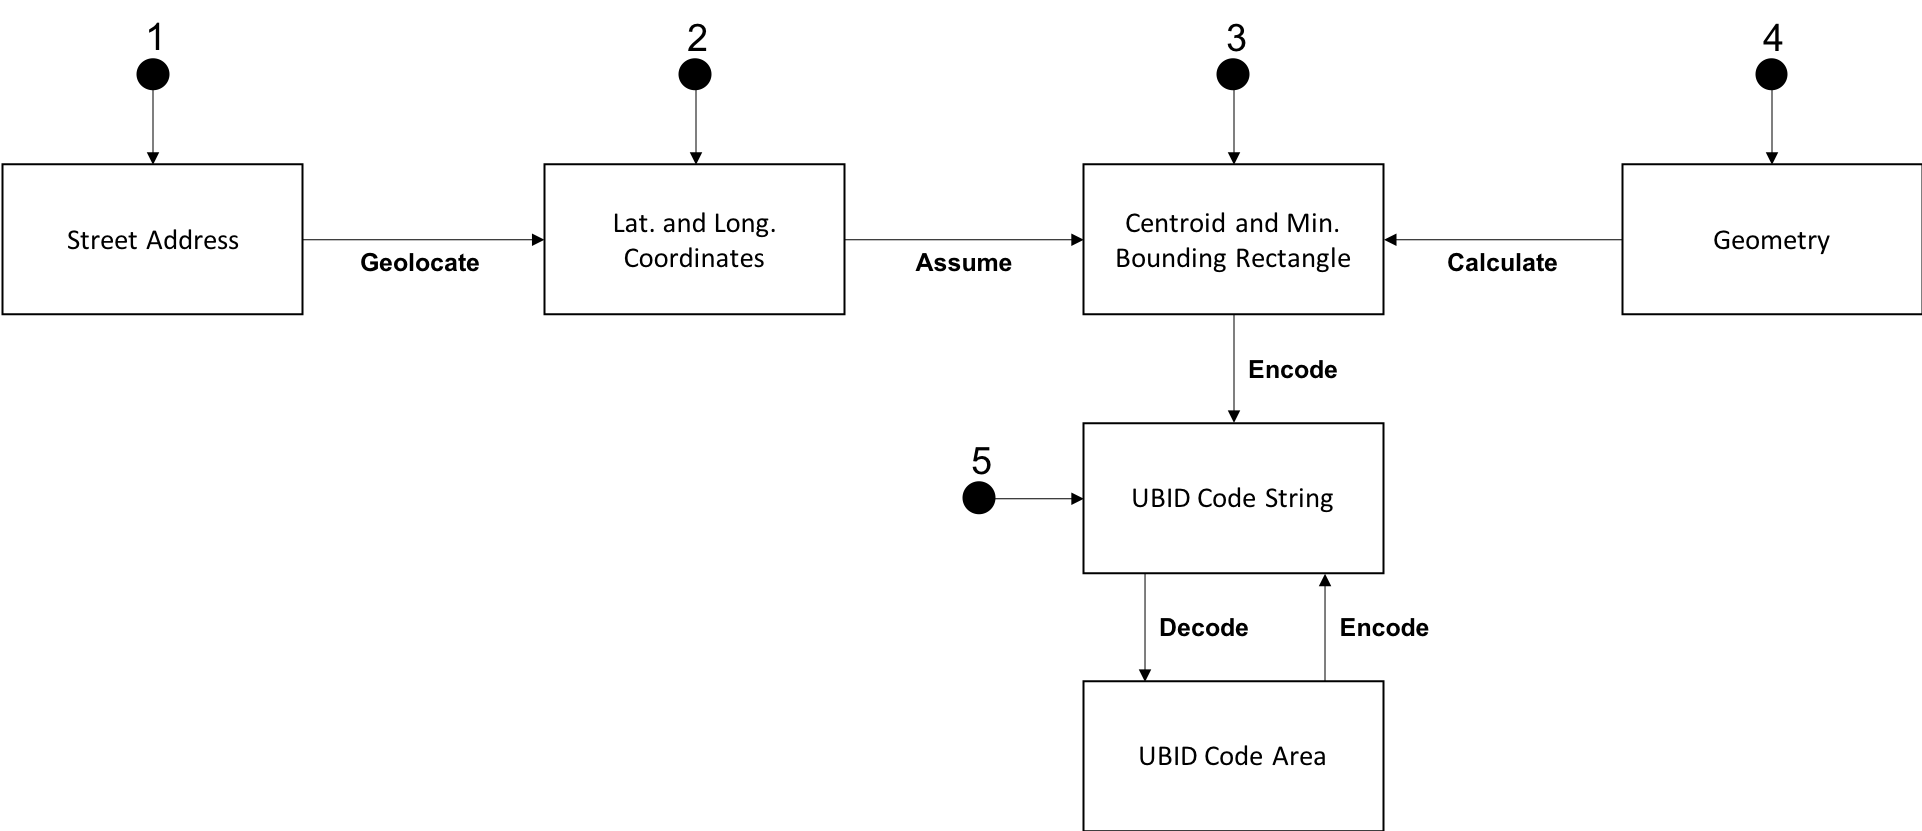 1
2
3
4
Street Address
Geolocate
Lat. and Long.
Coordinates
Assume
Centroid and Min.
Bounding Rectangle
Calculate
Geometry
Encode
5
UBID Code String
Decode
Encode
UBID Code Area